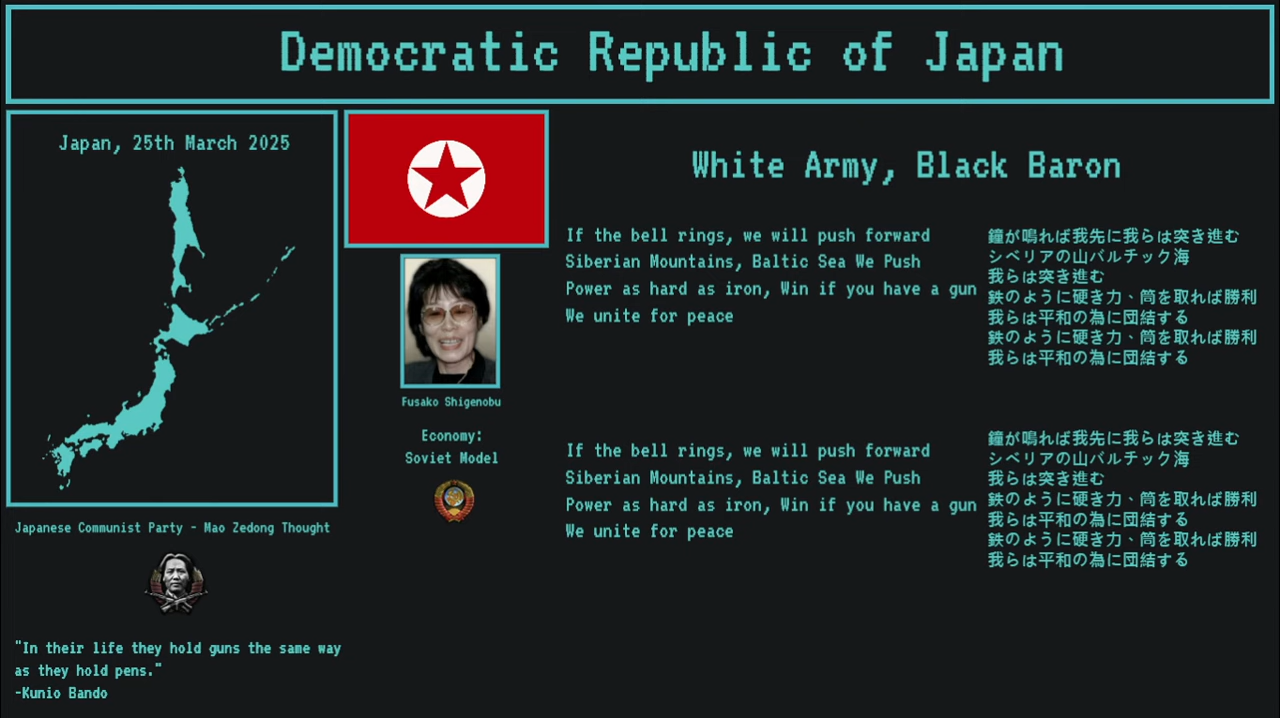 Democratic Republic of Japan
Japan, 25th March 2025
Japanese Communist Party - Mao Zedong Thought
"In their life they hold guns the same way
as they hold pens."
-Kunio Bando
Fusako Shigenobu
Economy:
Soviet Model
White Army, Black Baron
If the bell rings, we will push forward
Siberian Mountains, Baltic Sea We Push
Power as hard as iron, Win if you have a gun
We unite for peace
鐘が鳴れば我先に我らは突き進む
シベリアの山バルチック海
我らは突き進む
鉄のように硬き力、筒を取れば勝利
我らは平和の為に団結する
鉄のように硬き力、筒を取れば勝利
我らは平和の為に団結する
If the bell rings, we will push forward
Siberian Mountains, Baltic Sea We Push
Power as hard as iron, Win if you have a gun
We unite for peace
鐘が鳴れば我先に我らは突き進む
シベリアの山バルチック海
我らは突き進む
鉄のように硬き力、筒を取れば勝利
我らは平和の為に団結する
鉄のように硬き力、筒を取れば勝利
我らは平和の為に団結する